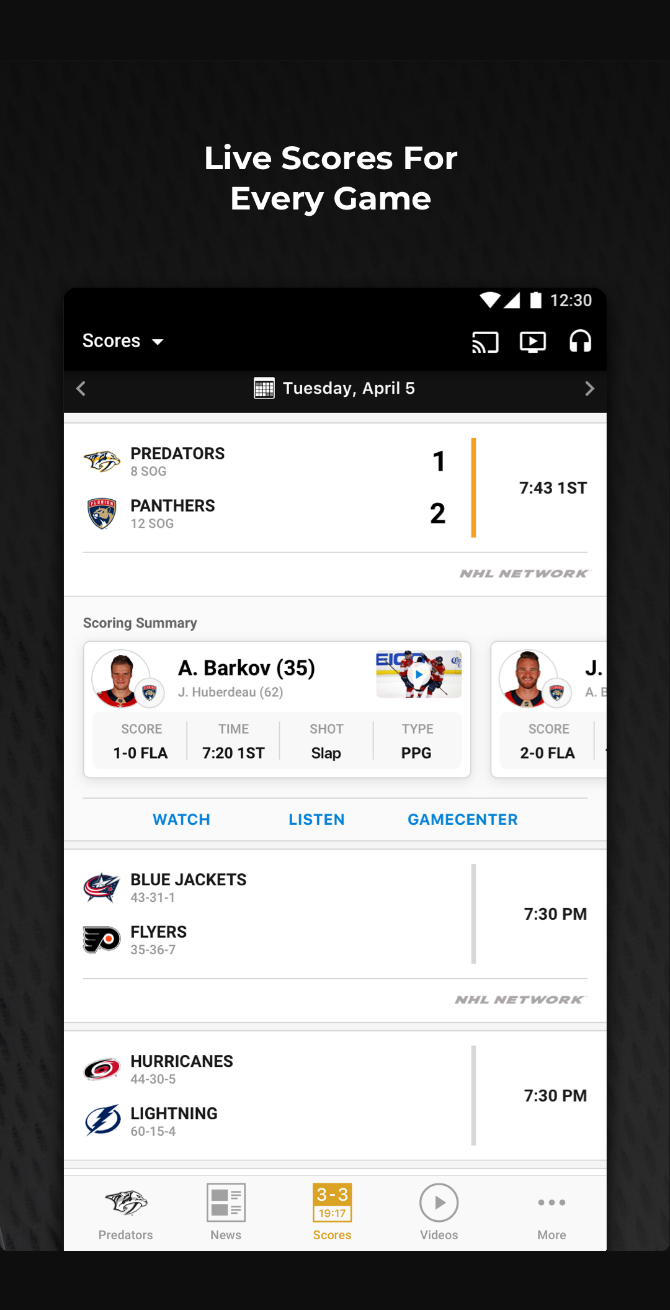 Live Scores For
Every Game
12:30
Scores
Tuesday, April 5
PREDATORS 1
8 SOG
7:43 1ST
PANTHERS 2
12 SOG
NHL NETWORK
Scoring Summary
A. Barkov (35)
J. Huberdeau (62)
SCORE TIME SHOT TYPE
1-0 FLA 7:20 1ST Slap PPG
J.
A.
SCORE
2-0 FLA
WATCH LISTEN GAMECENTER
BLUE JACKETS
43-31-1
7:30 PM
FLYERS
35-36-7
NHL NETWORK
HURRICANES
44-30-5
7:30 PM
LIGHTNING
60-15-4
3-3
19:17
Predators News Scores Videos More